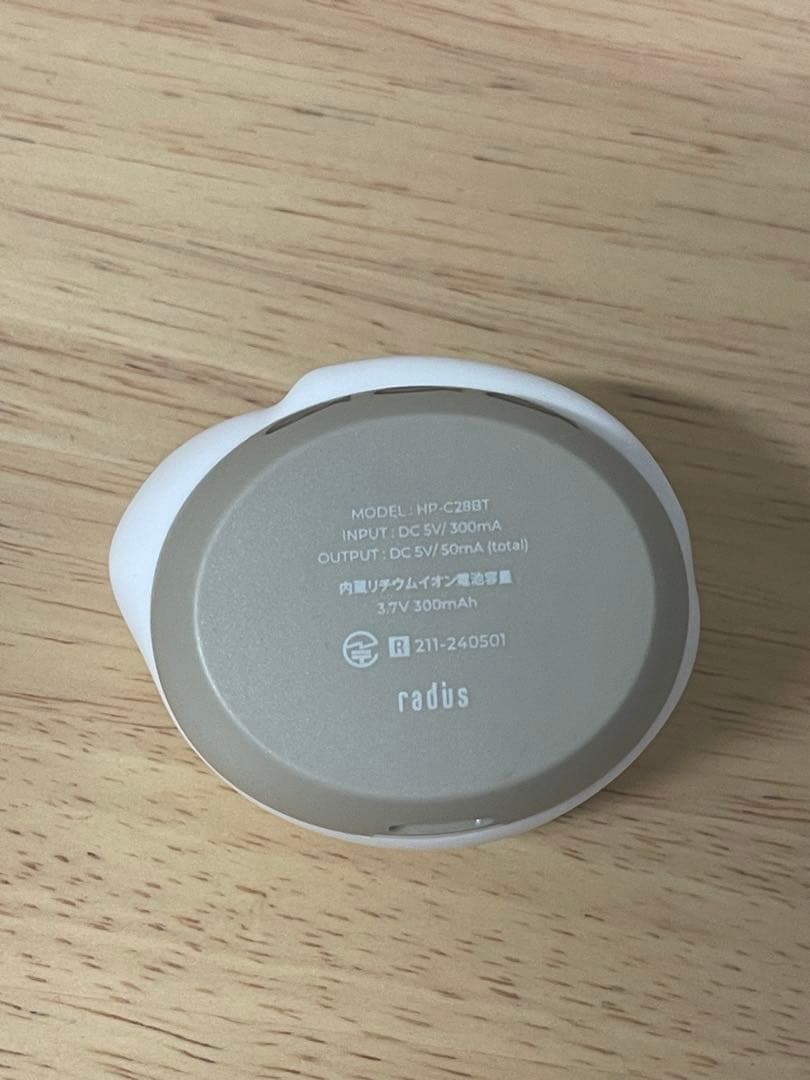 MODEL : HP-C28BT
INPUT : DC 5V/ 300mA
OUTPUT : DC 5V/ 50mA (total)
内蔵リチウムイオン電池容量
3.7V 300mAh
R 211-240501
radius